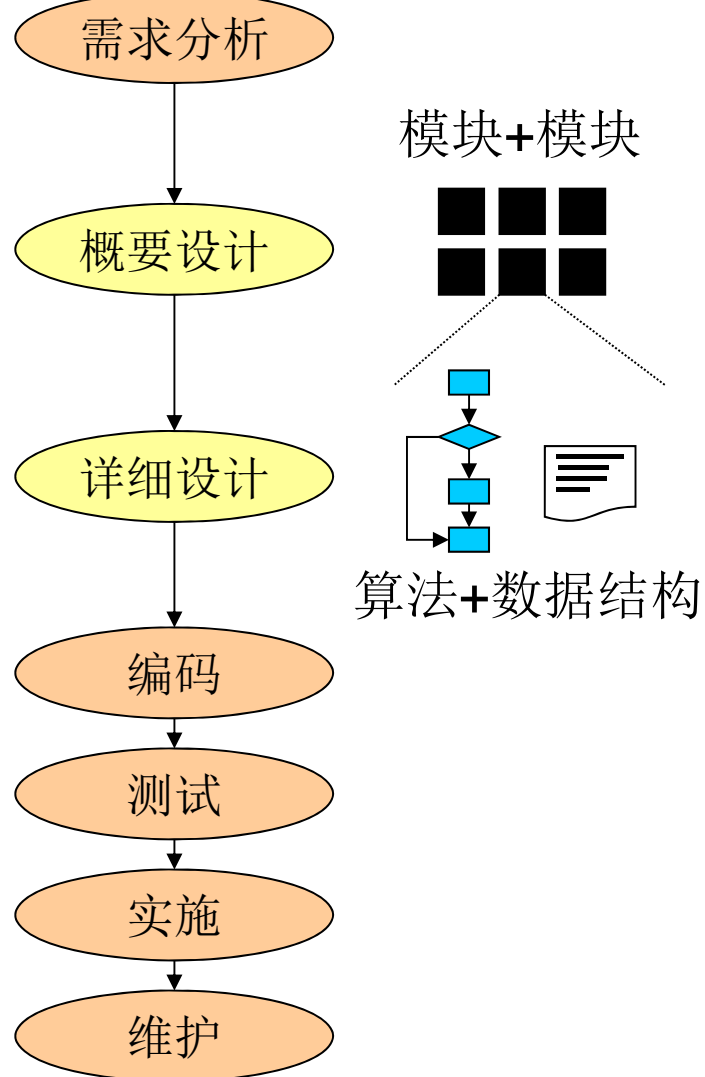 需求分析
模块+模块
概要设计
详细设计
算法+数据结构
编码
测试
实施
维护